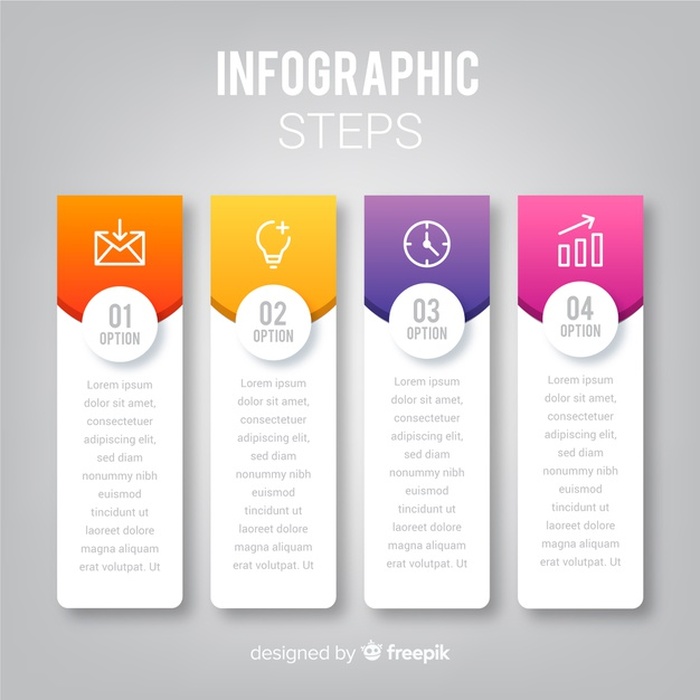 INFOGRAPHIC
STEPS
01
OPTION
Lorem ipsum
dolor sit amet,
consectetuer
adipiscing elit,
sed diam
nonummy nibh
euismod
tincidunt ut
laoreet dolore
magna aliquam
erat volutpat. Ut
02
OPTION
Lorem ipsum
dolor sit amet,
consectetuer
adipiscing elit,
sed diam
nonummy nibh
euismod
tincidunt ut
laoreet dolore
magna aliquam
erat volutpat. Ut
03
OPTION
Lorem ipsum
dolor sit amet,
consectetuer
adipiscing elit,
sed diam
nonummy nibh
euismod
tincidunt ut
laoreet dolore
magna aliquam
erat volutpat. Ut
04
OPTION
Lorem ipsum
dolor sit amet,
consectetuer
adipiscing elit,
sed diam
nonummy nibh
euismod
tincidunt ut
laoreet dolore
magna aliquam
erat volutpat. Ut
designed by freepik